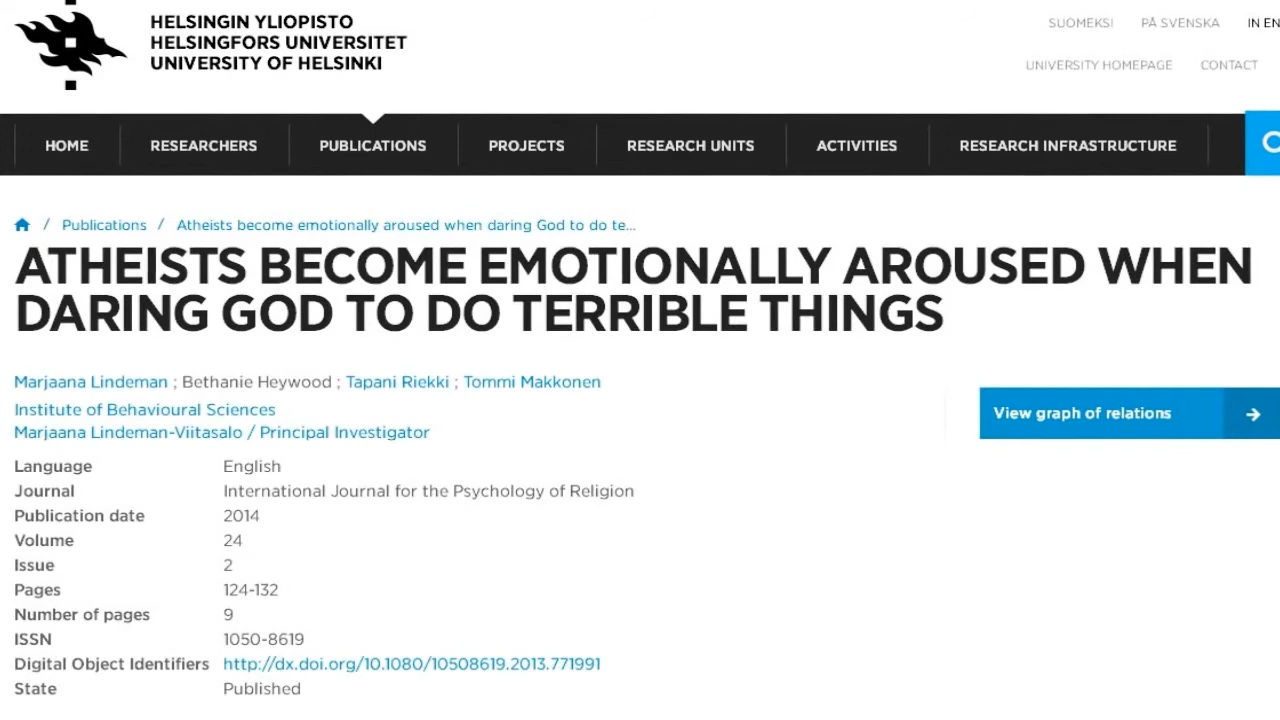 HELSINGIN YLIOPISTO
HELSINGFORS UNIVERSITET
UNIVERSITY OF HELSINKI
SUOMEKSI PÅ SVENSKA IN EN
UNIVERSITY HOMEPAGE CONTACT
HOME RESEARCHERS PUBLICATIONS PROJECTS RESEARCH UNITS ACTIVITIES RESEARCH INFRASTRUCTURE
/ Publications / Atheists become emotionally aroused when daring God to do te...
ATHEISTS BECOME EMOTIONALLY AROUSED WHEN
DARING GOD TO DO TERRIBLE THINGS
Marjaana Lindeman ; Bethanie Heywood ; Tapani Riekki ; Tommi Makkonen
Institute of Behavioural Sciences
Marjaana Lindeman-Viitasalo / Principal Investigator
View graph of relations
Language English
Journal International Journal for the Psychology of Religion
Publication date 2014
Volume 24
Issue 2
Pages 124-132
Number of pages 9
ISSN 1050-8619
Digital Object Identifiers http://dx.doi.org/10.1080/10508619.2013.771991
State Published